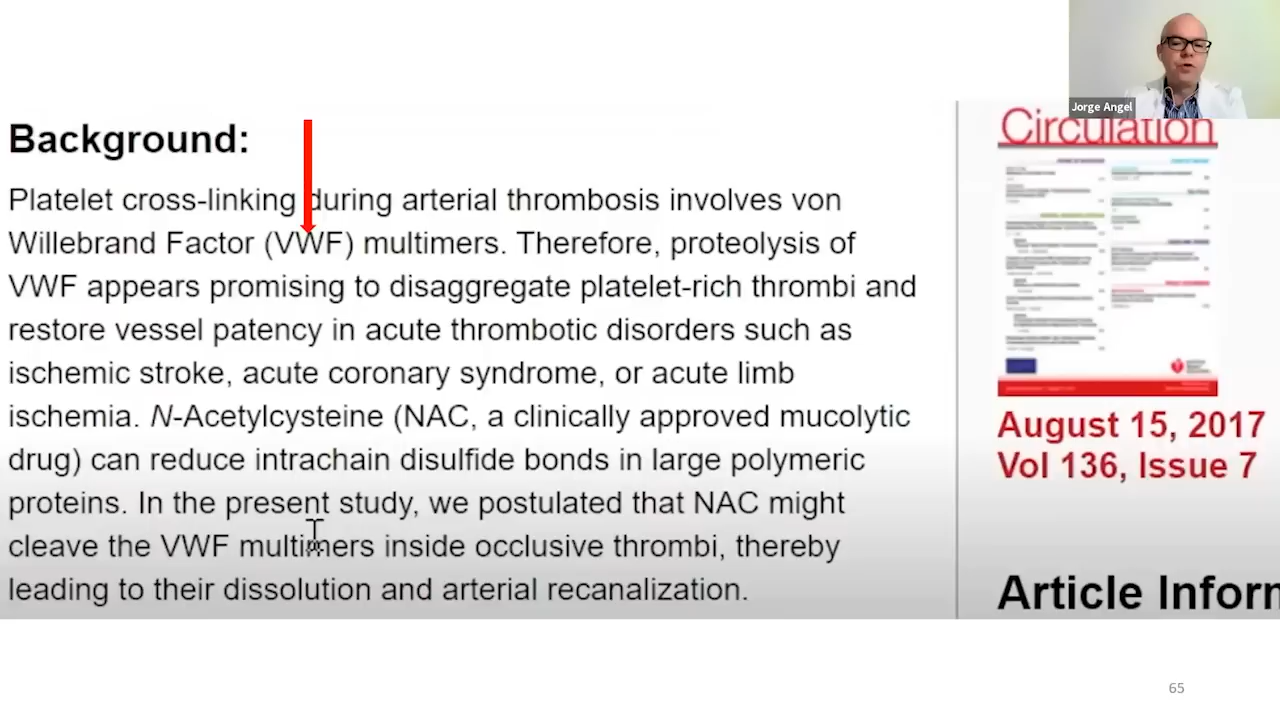 Jorge Angel
Background:
Platelet cross-linking during arterial thrombosis involves von
Willebrand Factor (VWF) multimers. Therefore, proteolysis of
VWF appears promising to disaggregate platelet-rich thrombi and
restore vessel patency in acute thrombotic disorders such as
ischemic stroke, acute coronary syndrome, or acute limb
ischemia. N-Acetylcysteine (NAC, a clinically approved mucolytic
drug) can reduce intrachain disulfide bonds in large polymeric
proteins. In the present study, we postulated that NAC might
cleave the VWF multimers inside occlusive thrombi, thereby
leading to their dissolution and arterial recanalization.
Circulation
August 15, 2017
Vol 136, Issue 7
Article Inform
65